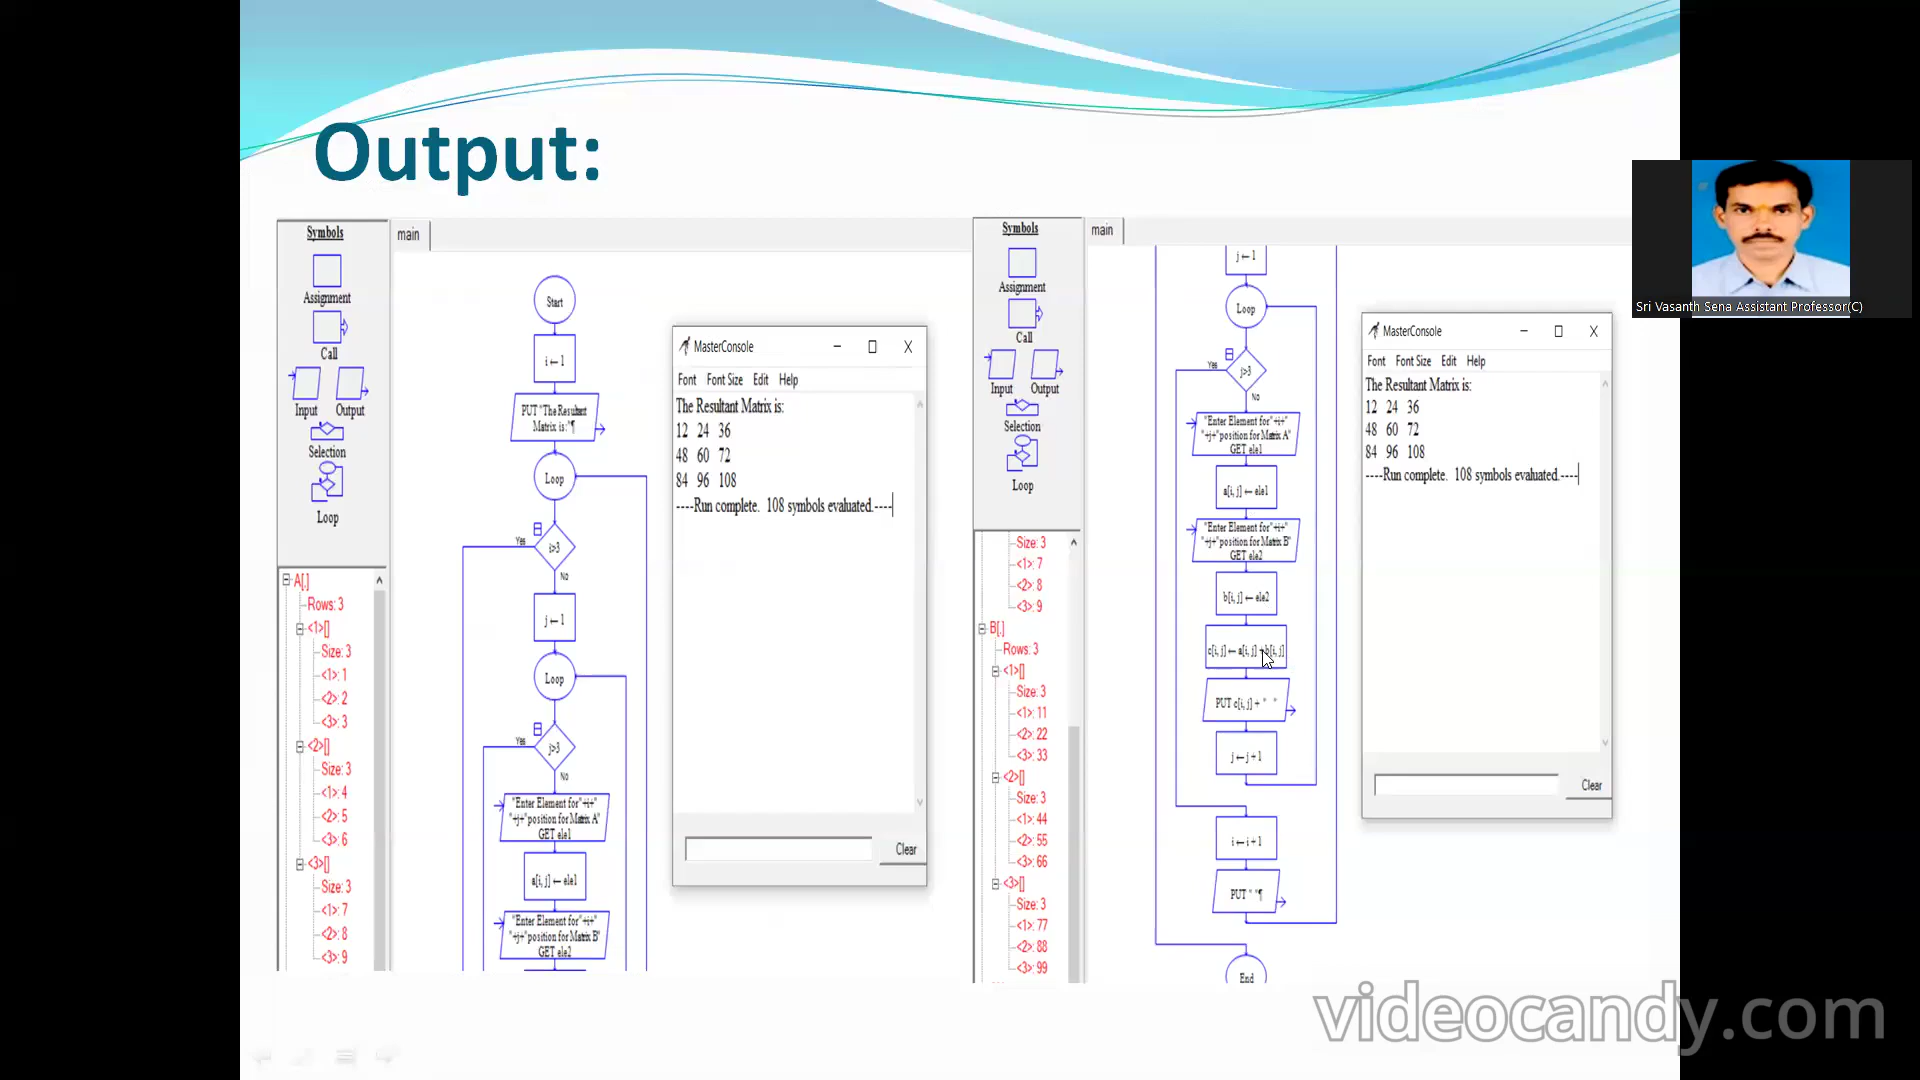 Output:
Symbols
Assignment
Call
Input
Output
Selection
Loop
A[,]
Rows: 3
<1>[]
Size: 3
<1>: 1
<2>: 2
<3>: 3
<2>[]
Size: 3
<1>: 4
<2>: 5
<3>: 6
<3>[]
Size: 3
<1>: 7
<2>: 8
<3>: 9
main
Start
i ← 1
PUT "The Resultant
Matrix is:"¶
Loop
i>3
Yes
No
j ← 1
Loop
j>3
Yes
No
"Enter Element for"+i+"
"+j+"position for Matrix A"
GET ele1
a[i, j] ← ele1
"Enter Element for"+i+"
"+j+"position for Matrix B"
GET ele2
MasterConsole
Font Font Size Edit Help
The Resultant Matrix is:
12 24 36
48 60 72
84 96 108
----Run complete. 108 symbols evaluated.----
Clear
Symbols
Assignment
Call
Input
Output
Selection
Loop
Size: 3
<1>: 7
<2>: 8
<3>: 9
B[,]
Rows: 3
<1>[]
Size: 3
<1>: 11
<2>: 22
<3>: 33
<2>[]
Size: 3
<1>: 44
<2>: 55
<3>: 66
<3>[]
Size: 3
<1>: 77
<2>: 88
<3>: 99
main
j ← 1
Loop
j>3
Yes
No
"Enter Element for"+i+"
"+j+"position for Matrix A"
GET ele1
a[i, j] ← ele1
"Enter Element for"+i+"
"+j+"position for Matrix B"
GET ele2
b[i, j] ← ele2
c[i, j] ← a[i, j] +b[i, j]
PUT c[i, j] + "  "
j ← j + 1
i ← i + 1
PUT " "¶
End
MasterConsole
Font Font Size Edit Help
The Resultant Matrix is:
12 24 36
48 60 72
84 96 108
----Run complete. 108 symbols evaluated.----
Clear
Sri Vasanth Sena Assistant Professor(C)
videocandy.com